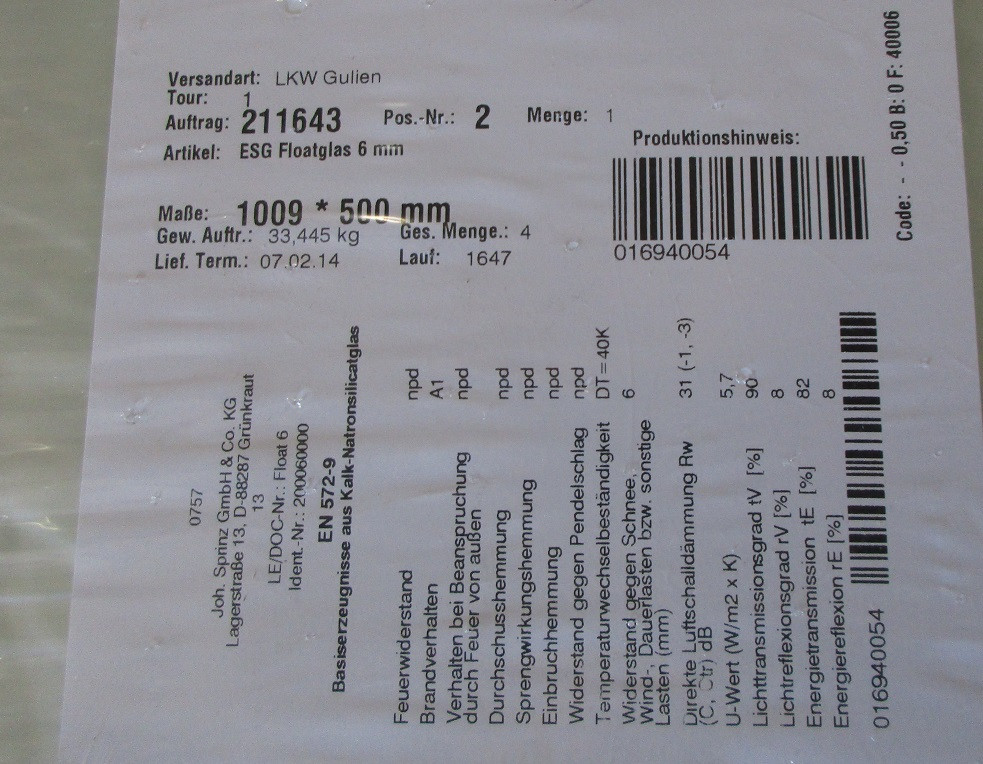 Versandart: LKW Gulien
Tour: 1
Auftrag: 211643 Pos.-Nr.: 2 Menge: 1
Artikel: ESG Floatglas 6 mm
Produktionshinweis:
016940054
Maße: 1009 * 500 mm
Gew. Auftr.: 33,445 kg Ges. Menge.: 4
Lief. Term.: 07.02.14 Lauf: 1647
Code: - - 0,50 B: 0 F: 40006
0757
Joh. Sprinz GmbH & Co. KG
Lagerstraße 13, D-88287 Grünkraut
13
LE/DOC-Nr.: Float 6
Ident.-Nr.: 200060000
EN 572-9
Basiserzeugnisse aus Kalk-Natronsilicatglas
Feuerwiderstand npd
Brandverhalten A1
Verhalten bei Beanspruchung npd
durch Feuer von außen
Durchschusshemmung npd
Sprengwirkungshemmung npd
Einbruchhemmung npd
Widerstand gegen Pendelschlag npd
Temperaturwechselbeständigkeit DT=40K
Widerstand gegen Schnee, 6
Wind-, Dauerlasten bzw. sonstige
Lasten (mm)
Direkte Luftschalldämmung Rw 31 (-1, -3)
(C, Ctr) dB
U-Wert (W/m2 x K) 5,7
Lichttransmissionsgrad tV [%] 90
Lichtreflexionsgrad rV [%] 8
Energietransmission tE [%] 82
Energiereflexion rE [%] 8
016940054